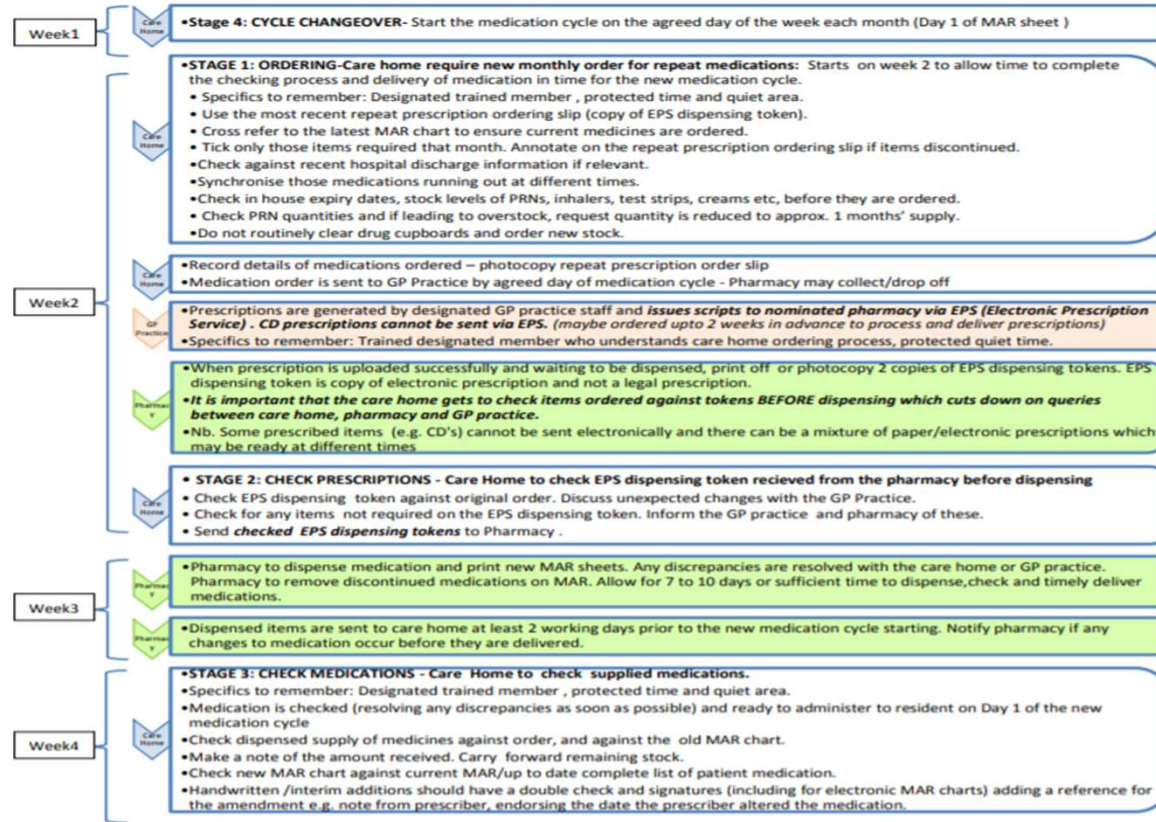 Week1
Care
Home
•Stage 4: CYCLE CHANGEOVER- Start the medication cycle on the agreed day of the week each month (Day 1 of MAR sheet )
Week2
Care
Home
•STAGE 1: ORDERING-Care home require new monthly order for repeat medications: Starts on week 2 to allow time to complete
the checking process and delivery of medication in time for the new medication cycle.
• Specifics to remember: Designated trained member , protected time and quiet area.
• Use the most recent repeat prescription ordering slip (copy of EPS dispensing token).
• Cross refer to the latest MAR chart to ensure current medicines are ordered.
• Tick only those items required that month. Annotate on the repeat prescription ordering slip if items discontinued.
•Check against recent hospital discharge information if relevant.
•Synchronise those medications running out at different times.
•Check in house expiry dates, stock levels of PRNs, inhalers, test strips, creams etc, before they are ordered.
• Check PRN quantities and if leading to overstock, request quantity is reduced to approx. 1 months' supply.
•Do not routinely clear drug cupboards and order new stock.
Care
Home
•Record details of medications ordered – photocopy repeat prescription order slip
•Medication order is sent to GP Practice by agreed day of medication cycle - Pharmacy may collect/drop off
GP
Practice
•Prescriptions are generated by designated GP practice staff and issues scripts to nominated pharmacy via EPS (Electronic Prescription
Service) . CD prescriptions cannot be sent via EPS. (maybe ordered upto 2 weeks in advance to process and deliver prescriptions)
•Specifics to remember: Trained designated member who understands care home ordering process, protected quiet time.
Pharmac
y
•When prescription is uploaded successfully and waiting to be dispensed, print off or photocopy 2 copies of EPS dispensing tokens. EPS
dispensing token is copy of electronic prescription and not a legal prescription.
•It is important that the care home gets to check items ordered against tokens BEFORE dispensing which cuts down on queries
between care home, pharmacy and GP practice.
•Nb. Some prescribed items (e.g. CD's) cannot be sent electronically and there can be a mixture of paper/electronic prescriptions which
may be ready at different times
Care
Home
• STAGE 2: CHECK PRESCRIPTIONS - Care Home to check EPS dispensing token recieved from the pharmacy before dispensing
• Check EPS dispensing token against original order. Discuss unexpected changes with the GP Practice.
• Check for any items not required on the EPS dispensing token. Inform the GP practice and pharmacy of these.
• Send checked EPS dispensing tokens to Pharmacy .
Week3
Pharmac
y
•Pharmacy to dispense medication and print new MAR sheets. Any discrepancies are resolved with the care home or GP practice.
Pharmacy to remove discontinued medications on MAR. Allow for 7 to 10 days or sufficient time to dispense,check and timely deliver
medications.
Pharmac
y
•Dispensed items are sent to care home at least 2 working days prior to the new medication cycle starting. Notify pharmacy if any
changes to medication occur before they are delivered.
Week4
Care
Home
•STAGE 3: CHECK MEDICATIONS - Care Home to check supplied medications.
•Specifics to remember: Designated trained member , protected time and quiet area.
•Medication is checked (resolving any discrepancies as soon as possible) and ready to administer to resident on Day 1 of the new
medication cycle
•Check dispensed supply of medicines against order, and against the old MAR chart.
•Make a note of the amount received. Carry forward remaining stock.
•Check new MAR chart against current MAR/up to date complete list of patient medication.
•Handwritten /interim additions should have a double check and signatures (including for electronic MAR charts) adding a reference for
the amendment e.g. note from prescriber, endorsing the date the prescriber altered the medication.